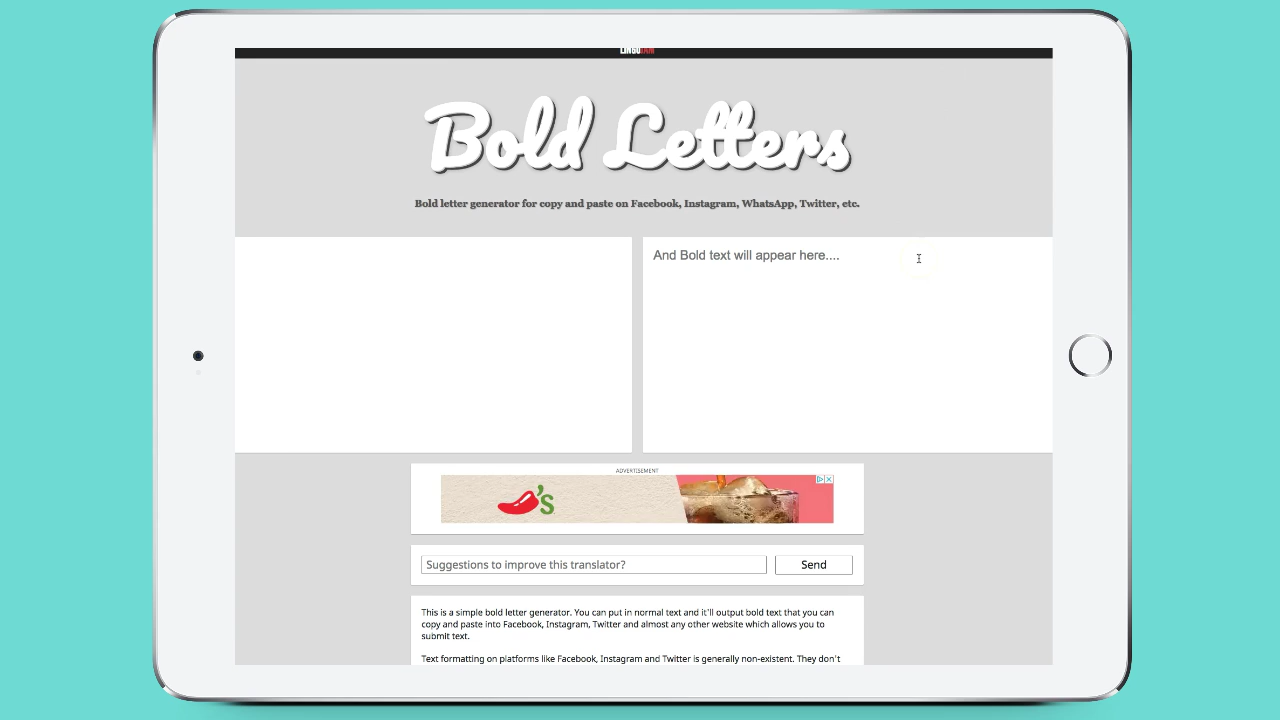 LINGOJAM
Bold Letters
Bold letter generator for copy and paste on Facebook, Instagram, WhatsApp, Twitter, etc.
And Bold text will appear here....
ADVERTISEMENT
'S
Suggestions to improve this translator?
Send
This is a simple bold letter generator. You can put in normal text and it'll output bold text that you can
copy and paste into Facebook, Instagram, Twitter and almost any other website which allows you to
submit text.
Text formatting on platforms like Facebook, Instagram and Twitter is generally non-existent. They don't